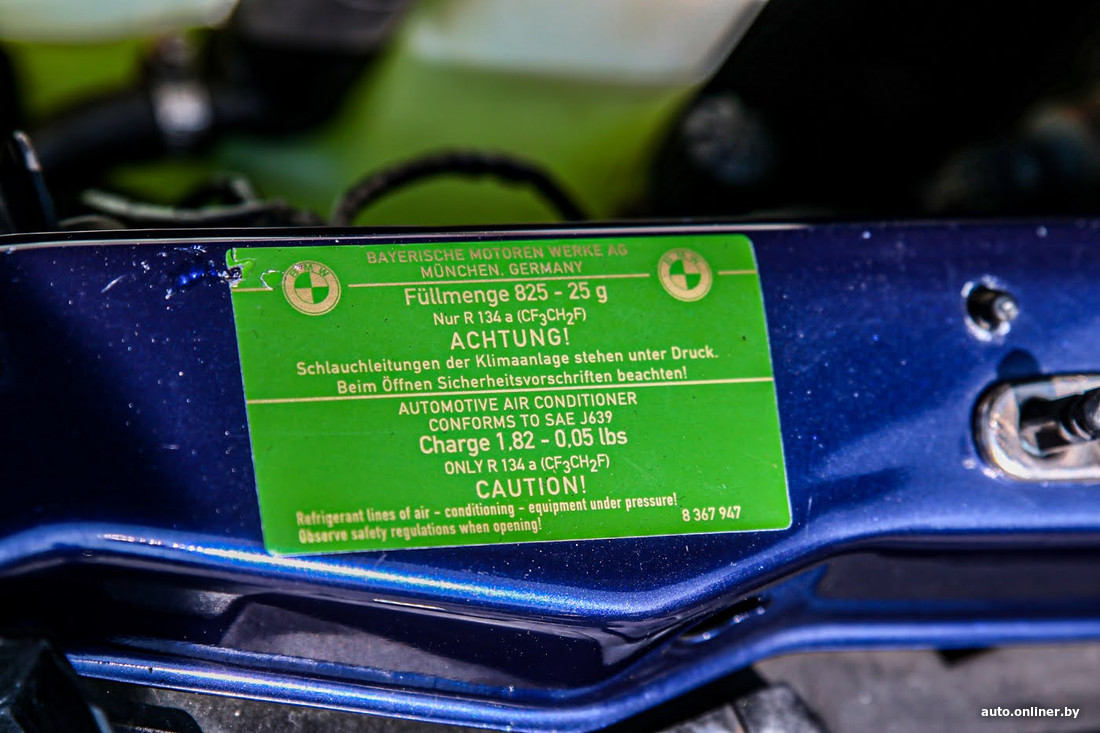 BAYERISCHE MOTOREN WERKE AG
MÜNCHEN, GERMANY
BMW
BMW
Füllmenge 825 - 25 g
Nur R 134 a (CF3CH2F)
ACHTUNG!
Schlauchleitungen der Klimaanlage stehen unter Druck.
Beim Öffnen Sicherheitsvorschriften beachten!
AUTOMOTIVE AIR CONDITIONER
CONFORMS TO SAE J639
Charge 1,82 - 0,05 lbs
ONLY R 134 a (CF3CH2F)
CAUTION!
Refrigerant lines of air - conditioning - equipment under pressure!
Observe safety regulations when opening!
8 367 947
auto.onliner.by